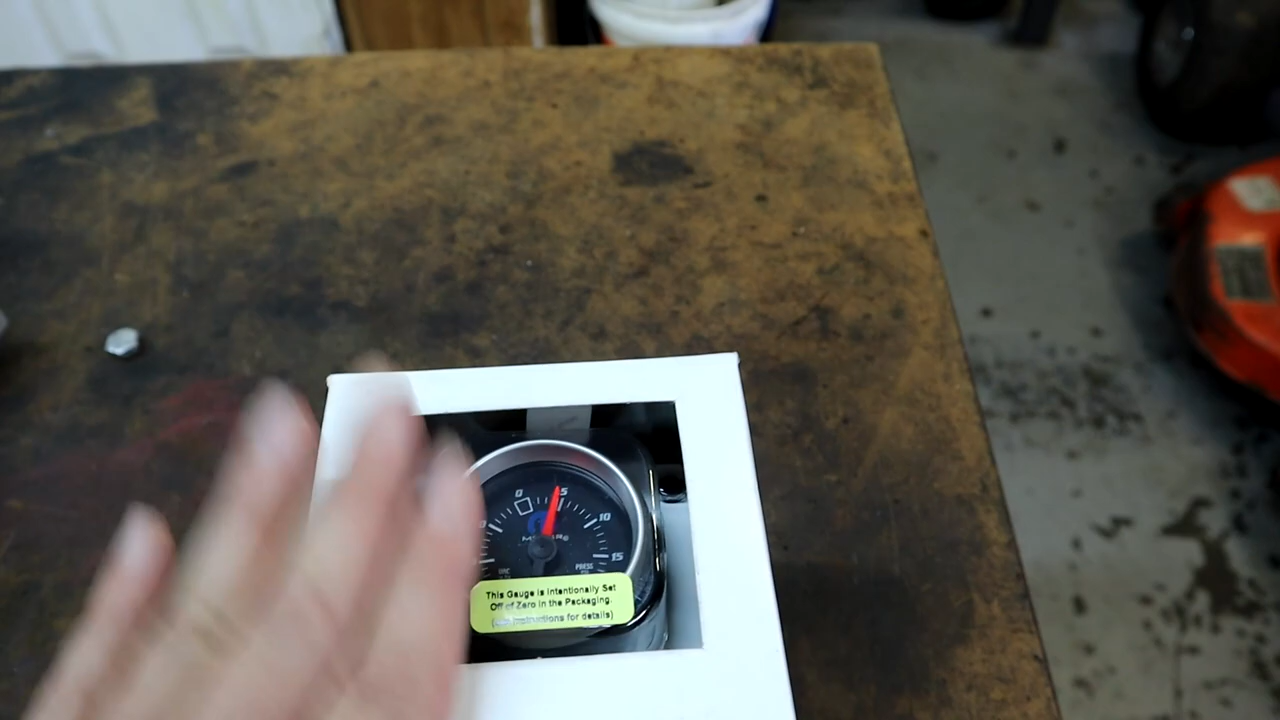 0
5
10
15
PRESS
This Gauge is Intentionally Set
Off of Zero in the Packaging.
(see instructions for details)